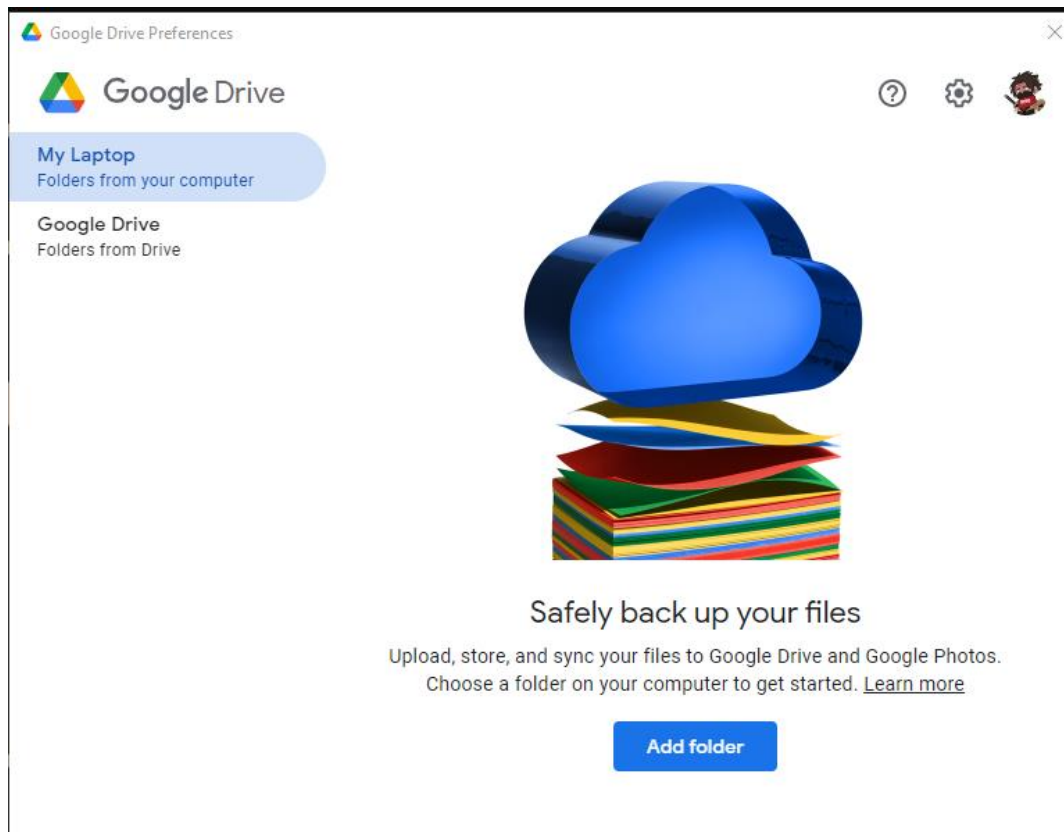 Google Drive Preferences
Google Drive
My Laptop
Folders from your computer
Google Drive
Folders from Drive
Safely back up your files
Upload, store, and sync your files to Google Drive and Google Photos.
Choose a folder on your computer to get started. Learn more
Add folder